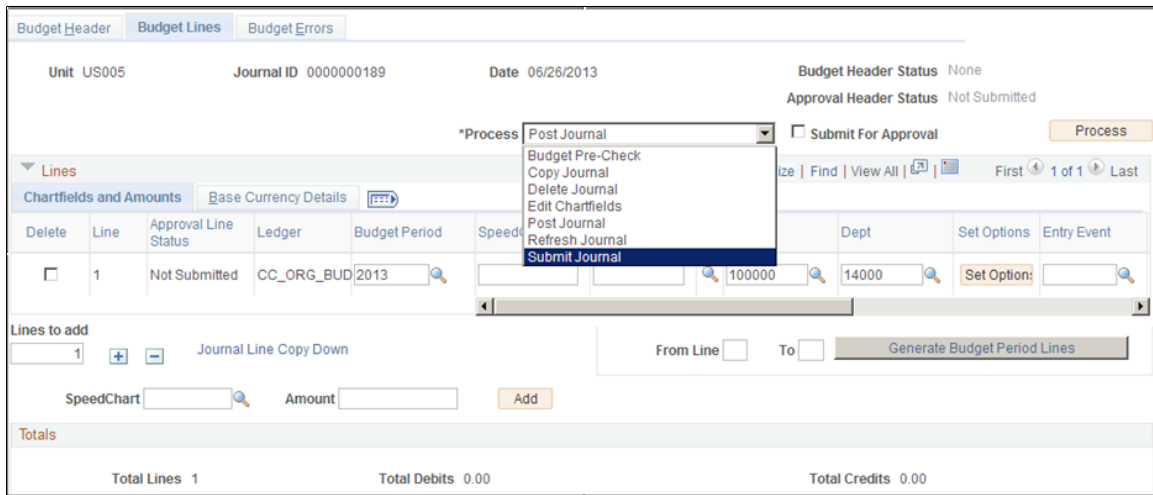 Budget Header Budget Lines Budget Errors
Unit US005 Journal ID 0000000189 Date 06/26/2013 Budget Header Status None
Approval Header Status Not Submitted
*Process Post Journal Submit For Approval Process
Budget Pre-Check
Copy Journal
Delete Journal
Edit Chartfields
Post Journal
Refresh Journal
Submit Journal
Lines ize | Find | View All | First 1 of 1 Last
Chartfields and Amounts Base Currency Details
Delete Line Approval Line Status Ledger Budget Period Speed Dept Set Options Entry Event
1 Not Submitted CC_ORG_BUD 2013 100000 14000 Set Option
Lines to add
1 Journal Line Copy Down From Line To Generate Budget Period Lines
SpeedChart Amount Add
Totals
Total Lines 1 Total Debits 0.00 Total Credits 0.00